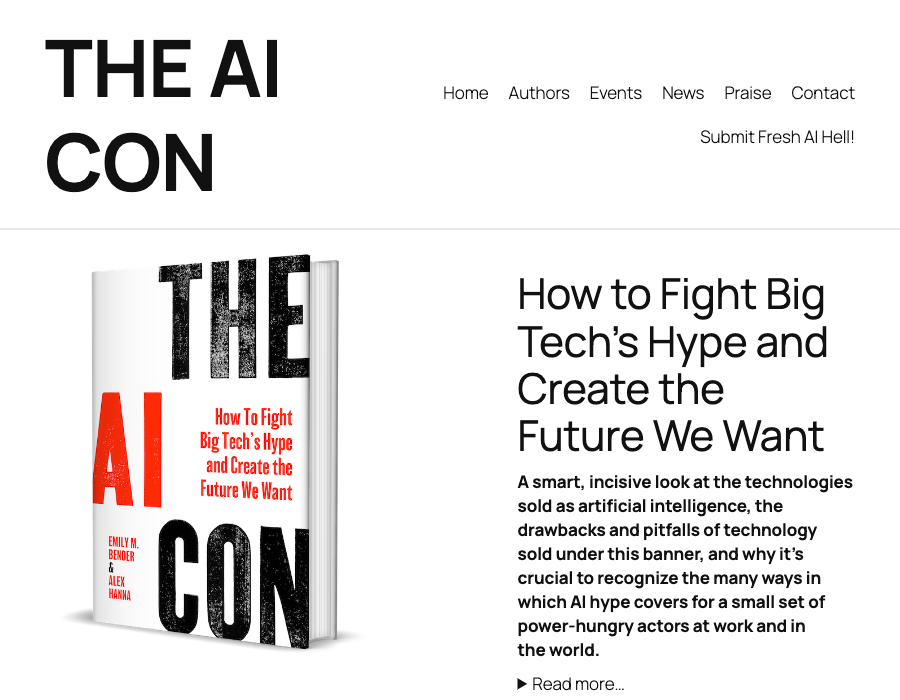 THE AI
CON
Home Authors Events News Praise Contact
Submit Fresh AI Hell!
THE
AI
How To Fight
Big Tech's Hype
and Create the
Future We Want
EMILY M.
BENDER
&
ALEX
HANNA
CON
How to Fight Big
Tech’s Hype and
Create the
Future We Want
A smart, incisive look at the technologies
sold as artificial intelligence, the
drawbacks and pitfalls of technology
sold under this banner, and why it’s
crucial to recognize the many ways in
which AI hype covers for a small set of
power-hungry actors at work and in
the world.
▶ Read more...